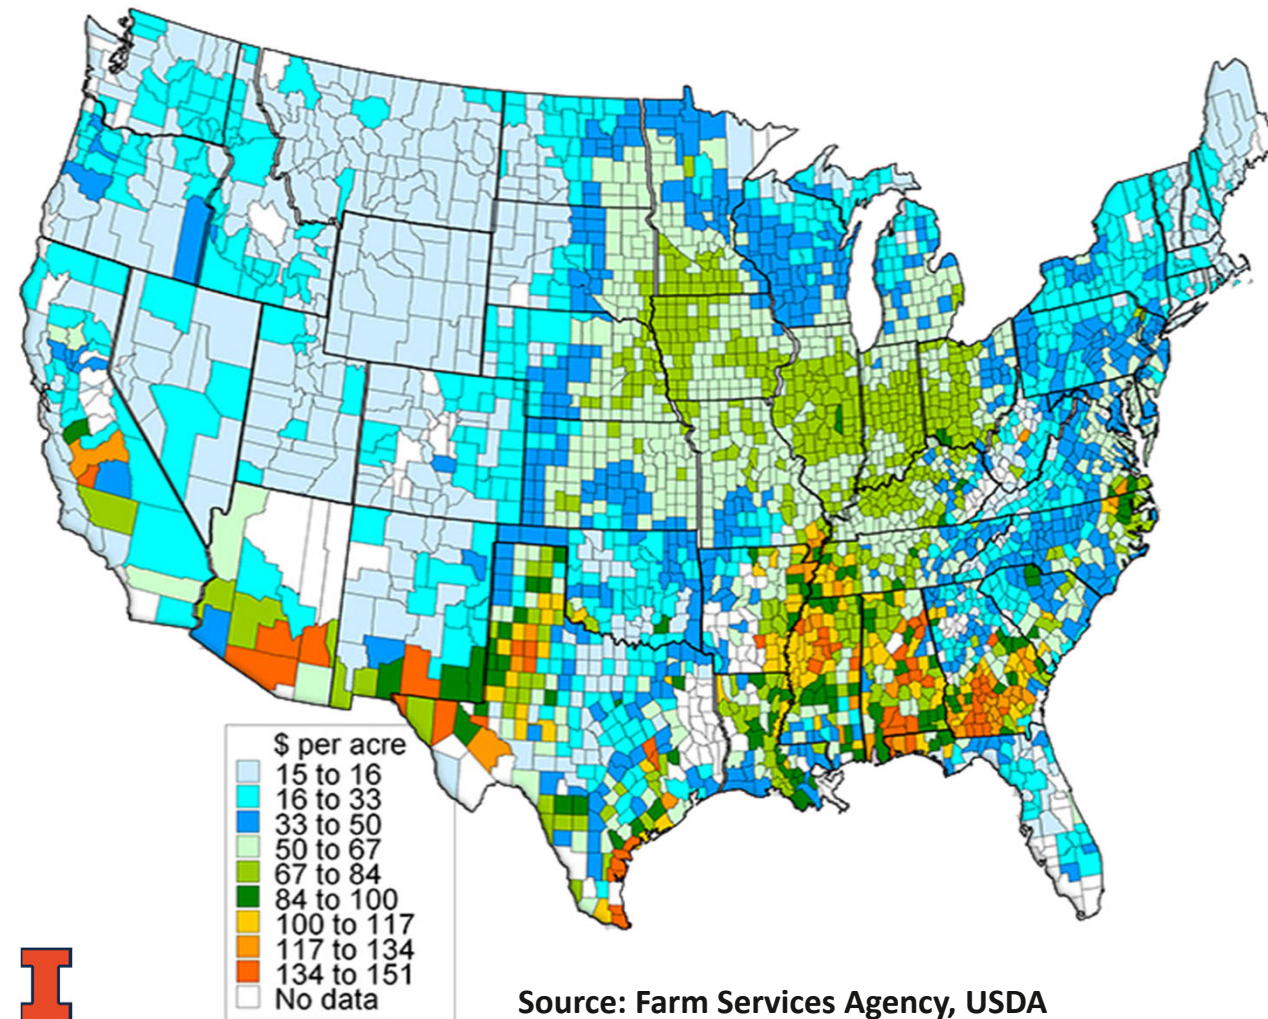 $ per acre
15 to 16
16 to 33
33 to 50
50 to 67
67 to 84
84 to 100
100 to 117
117 to 134
134 to 151
No data
I
Source: Farm Services Agency, USDA